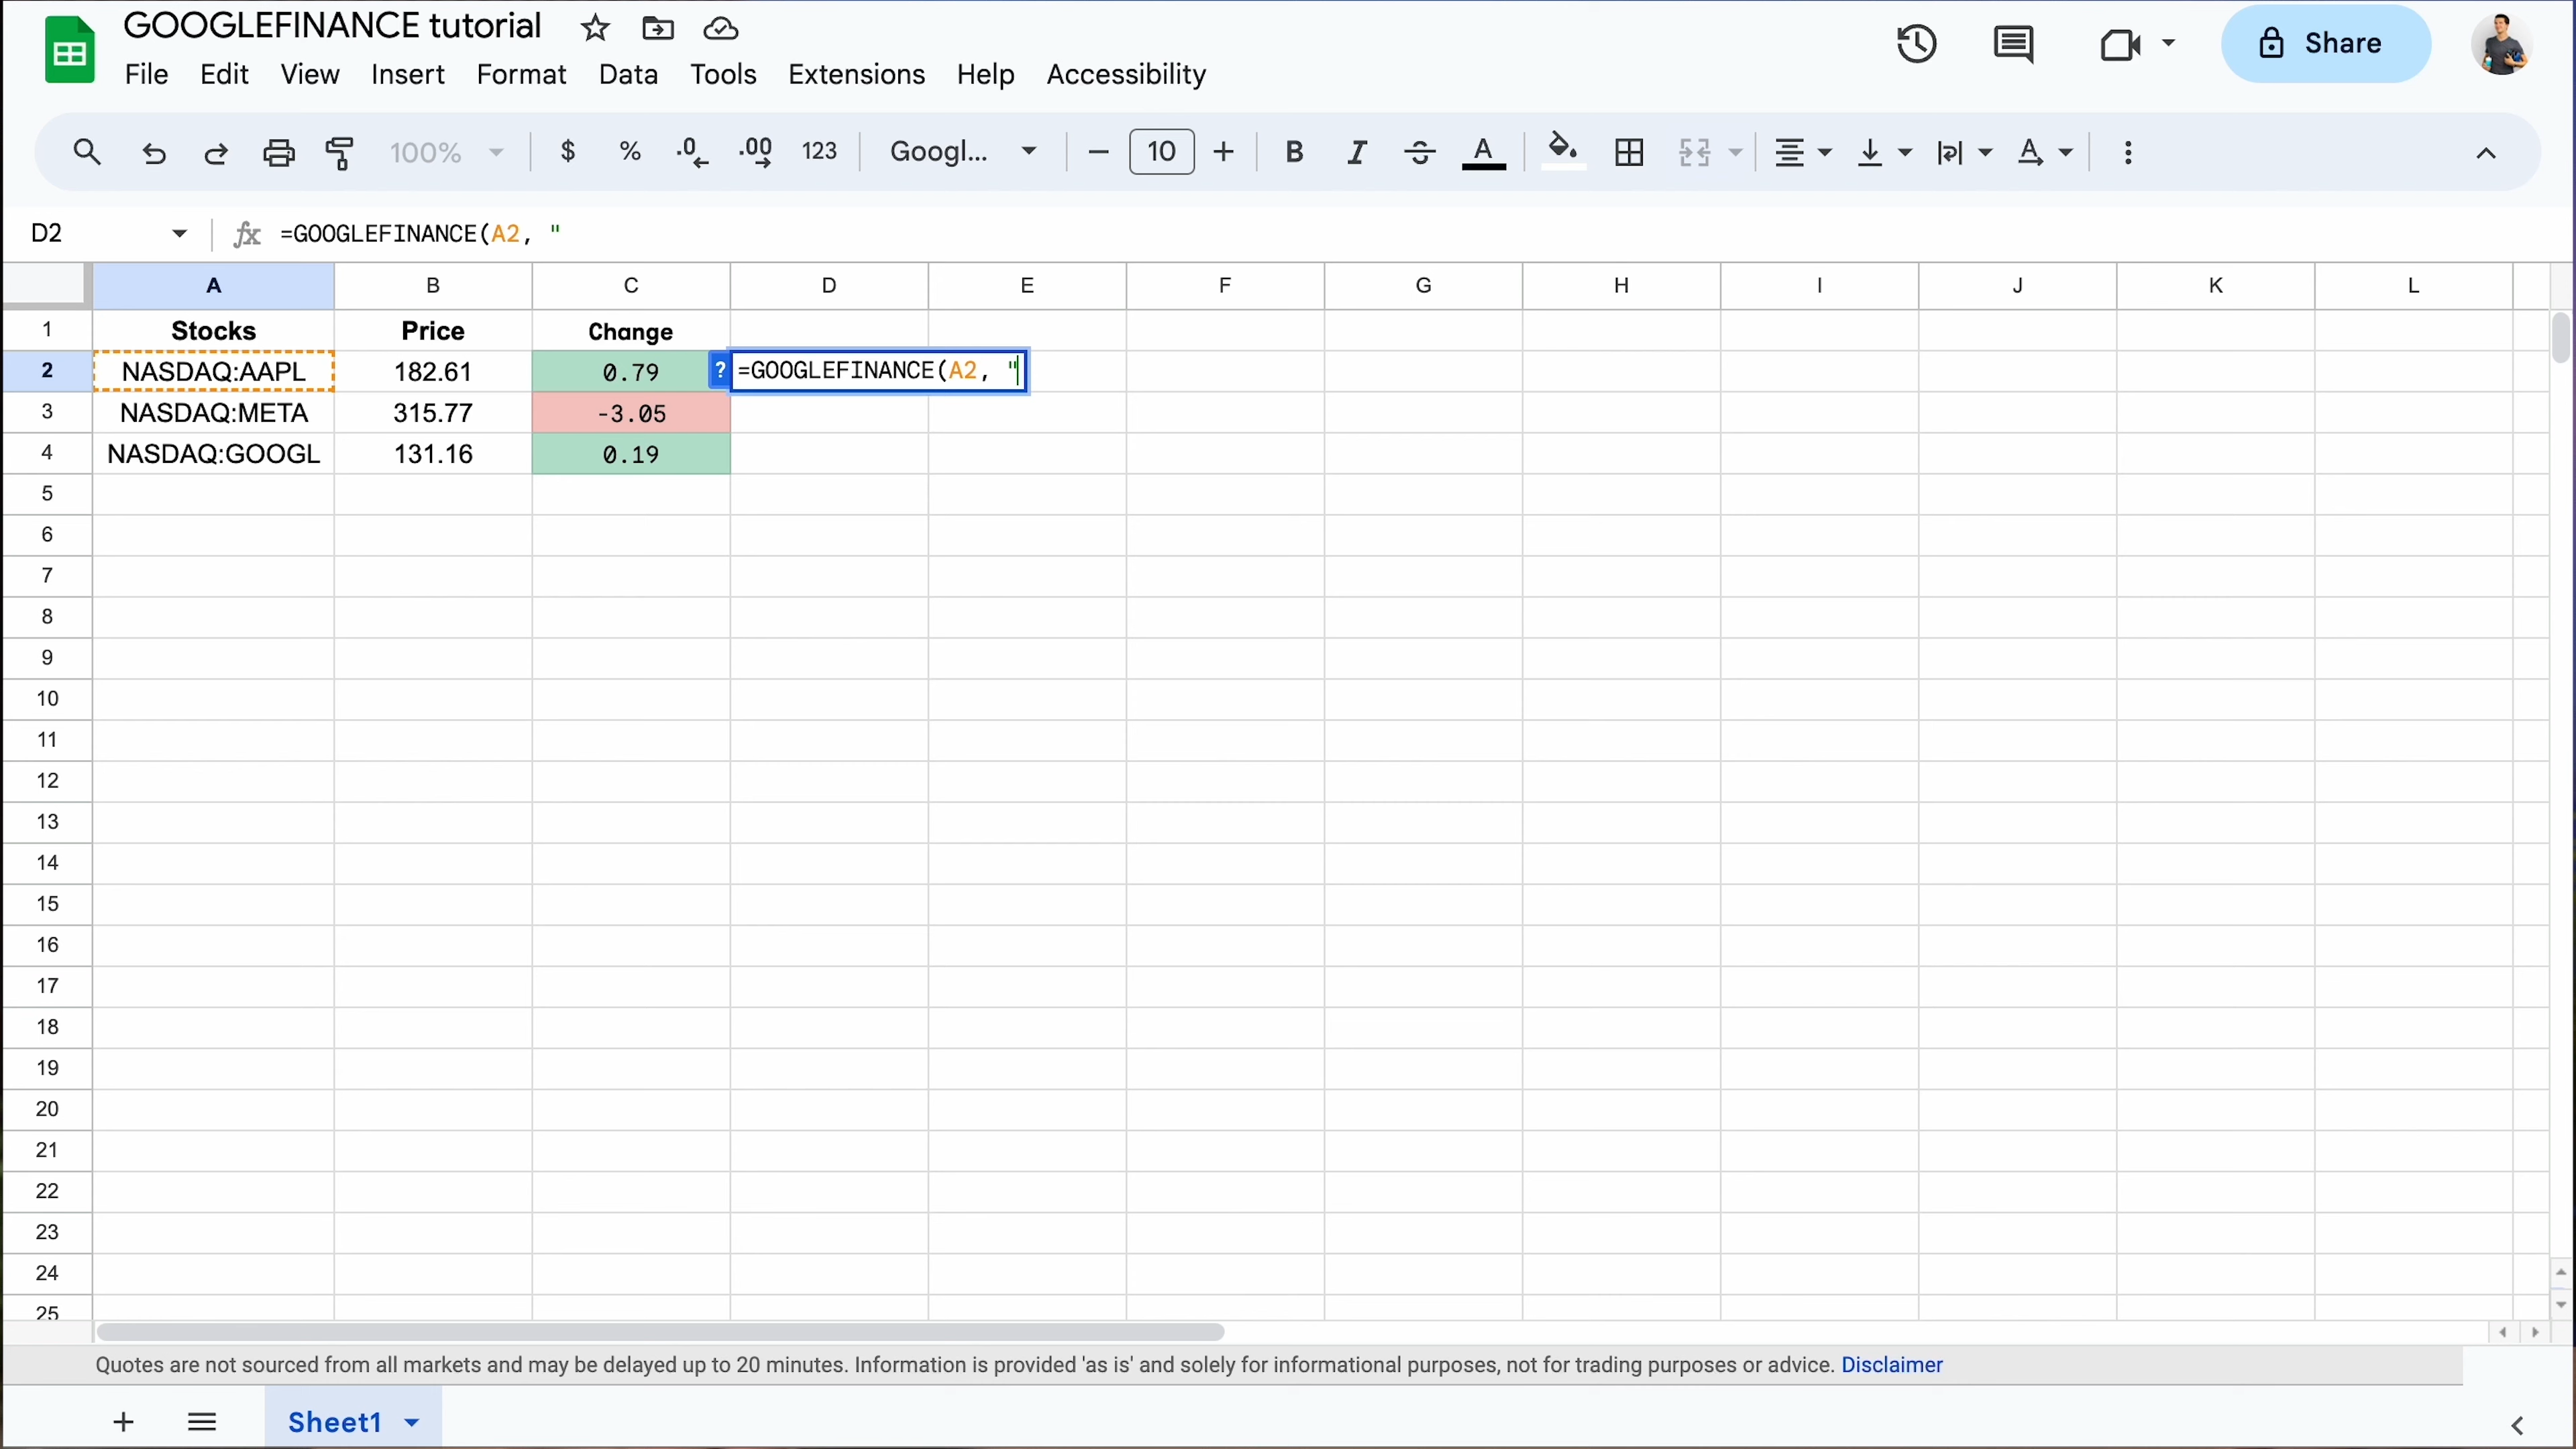 GOOGLEFINANCE tutorial
File Edit View Insert Format Data Tools Extensions Help Accessibility
Share
100% $ % .0 .00 123 Googl... 10 B I A A
D2 fx =GOOGLEFINANCE(A2, "
A B C D E F G H I J K L
1 Stocks Price Change
2 NASDAQ:AAPL 182.61 0.79 ? =GOOGLEFINANCE(A2, "
3 NASDAQ:META 315.77 -3.05
4 NASDAQ:GOOGL 131.16 0.19
5
6
7
8
9
10
11
12
13
14
15
16
17
18
19
20
21
22
23
24
25
Quotes are not sourced from all markets and may be delayed up to 20 minutes. Information is provided 'as is' and solely for informational purposes, not for trading purposes or advice. Disclaimer
Sheet1